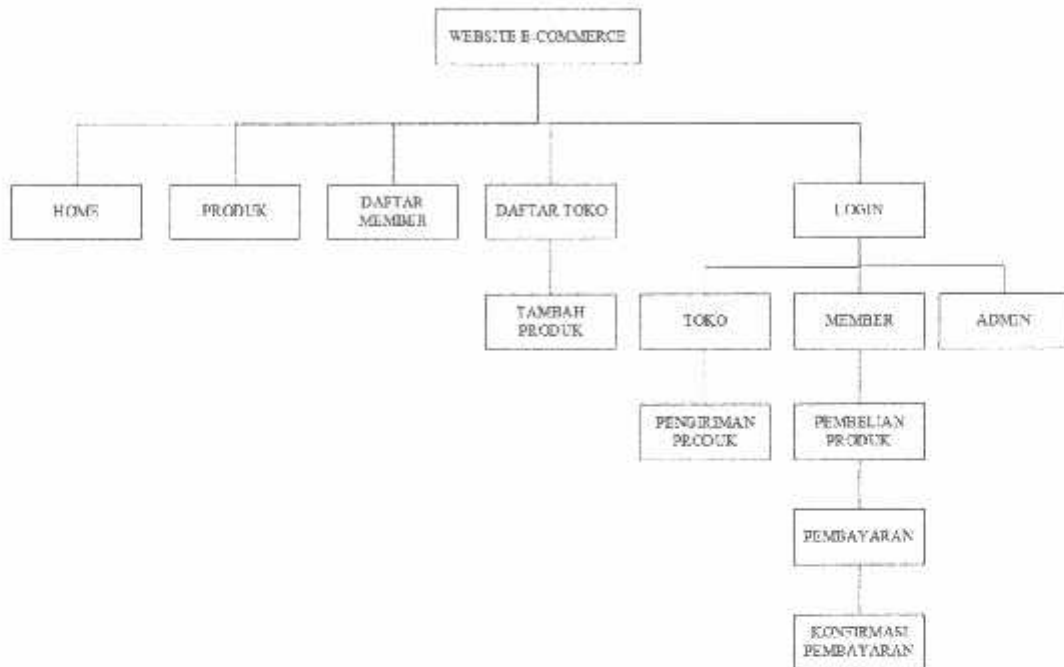 WEBSITE E-COMMERCE
HOME
PRODUK
DAFTAR
MEMBER
DAFTAR TOKO
LOGIN
TAMBAH
PRODUK
TOKO
MEMBER
ADMIN
PENGIRIMAN
PRODUK
PEMBELIAN
PRODUK
PEMBAYARAN
KONFIRMASI
PEMBAYARAN